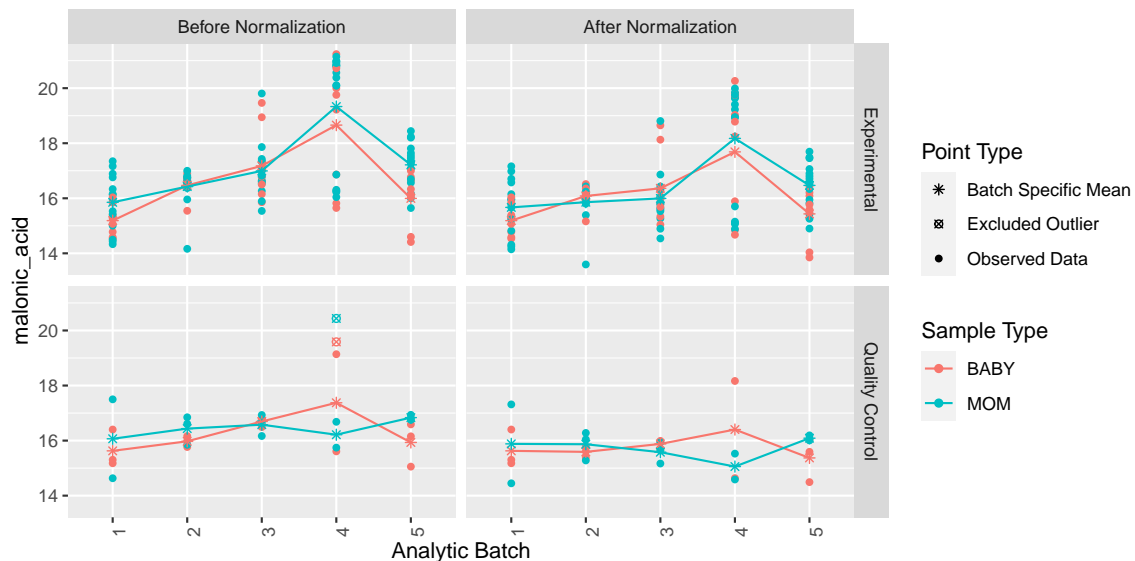 Before Normalization
After Normalization
20
18
16
14
Experimental
20
18
16
14
Quality Control
malonic_acid
1
2
3
4
5
1
2
3
4
5
Analytic Batch
Point Type
Batch Specific Mean
Excluded Outlier
Observed Data
Sample Type
BABY
MOM